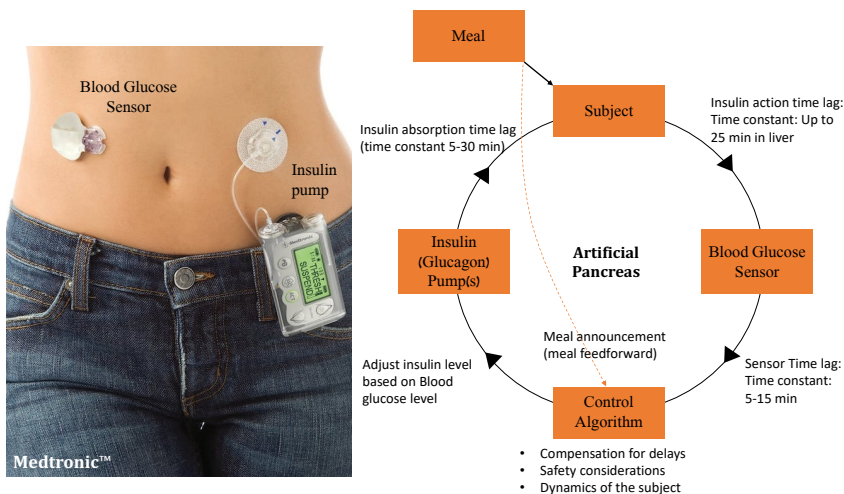 Blood Glucose
Sensor
Insulin
pump
Medtronic
THRESH
SUSPEND
Medtronic™
Meal
Subject
Insulin action time lag:
Time constant: Up to
25 min in liver
Insulin absorption time lag
(time constant 5-30 min)
Insulin
(Glucagon)
Pump(s)
Artificial
Pancreas
Blood Glucose
Sensor
Meal announcement
(meal feedforward)
Adjust insulin level
based on Blood
glucose level
Sensor Time lag:
Time constant:
5-15 min
Control
Algorithm
• Compensation for delays
• Safety considerations
• Dynamics of the subject